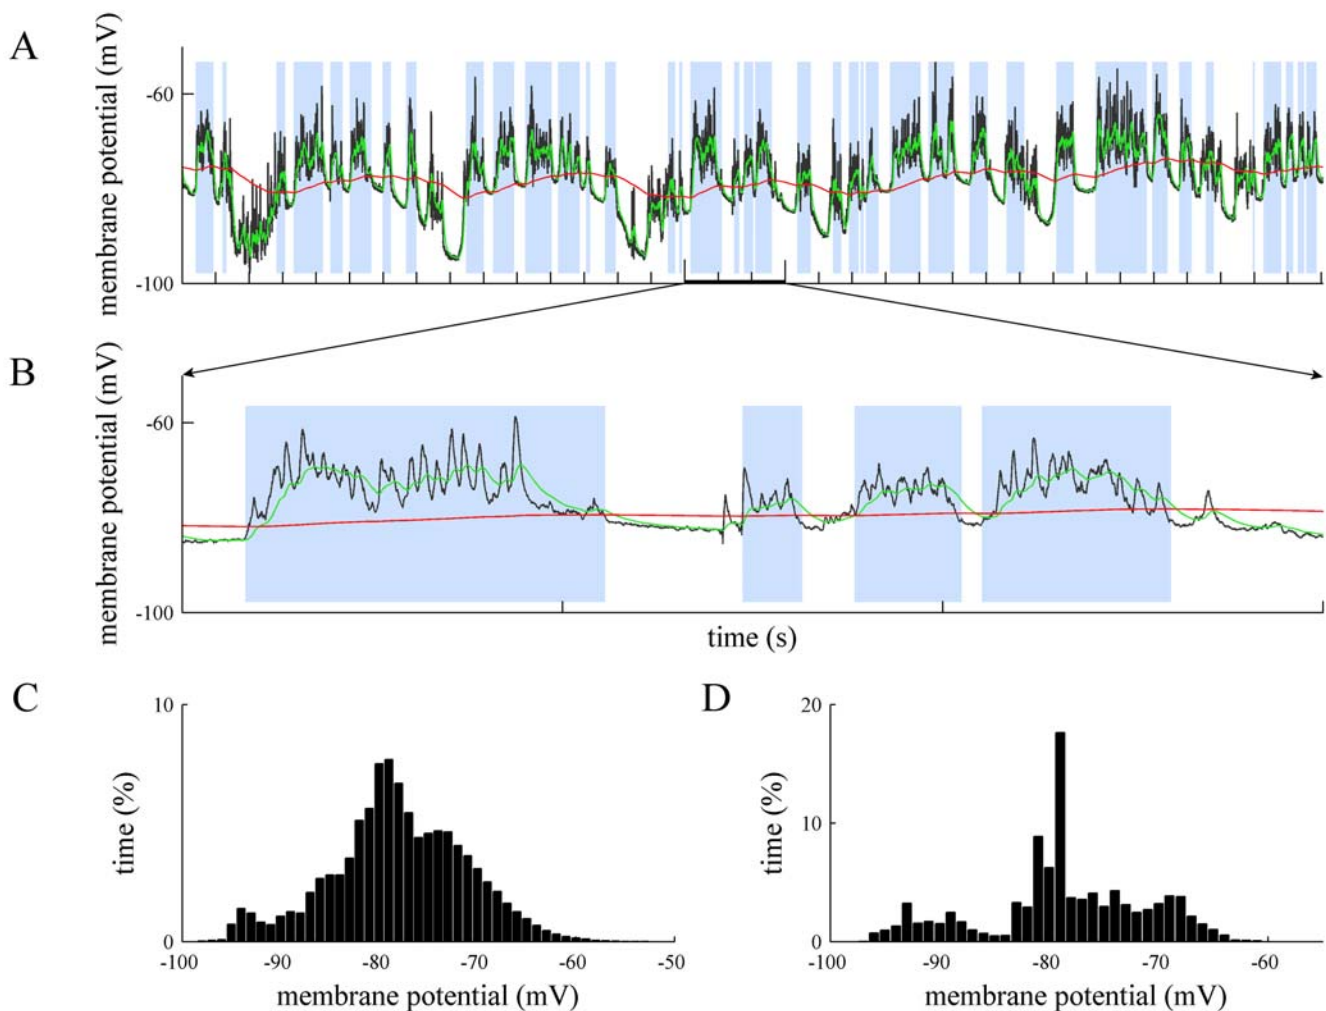 A
membrane potential (mV)
-60
-100
B
membrane potential (mV)
-60
-100
time (s)
C
time (%)
10
5
0
-100 -90 -80 -70 -60 -50
membrane potential (mV)
D
time (%)
20
10
0
-100 -90 -80 -70 -60
membrane potential (mV)